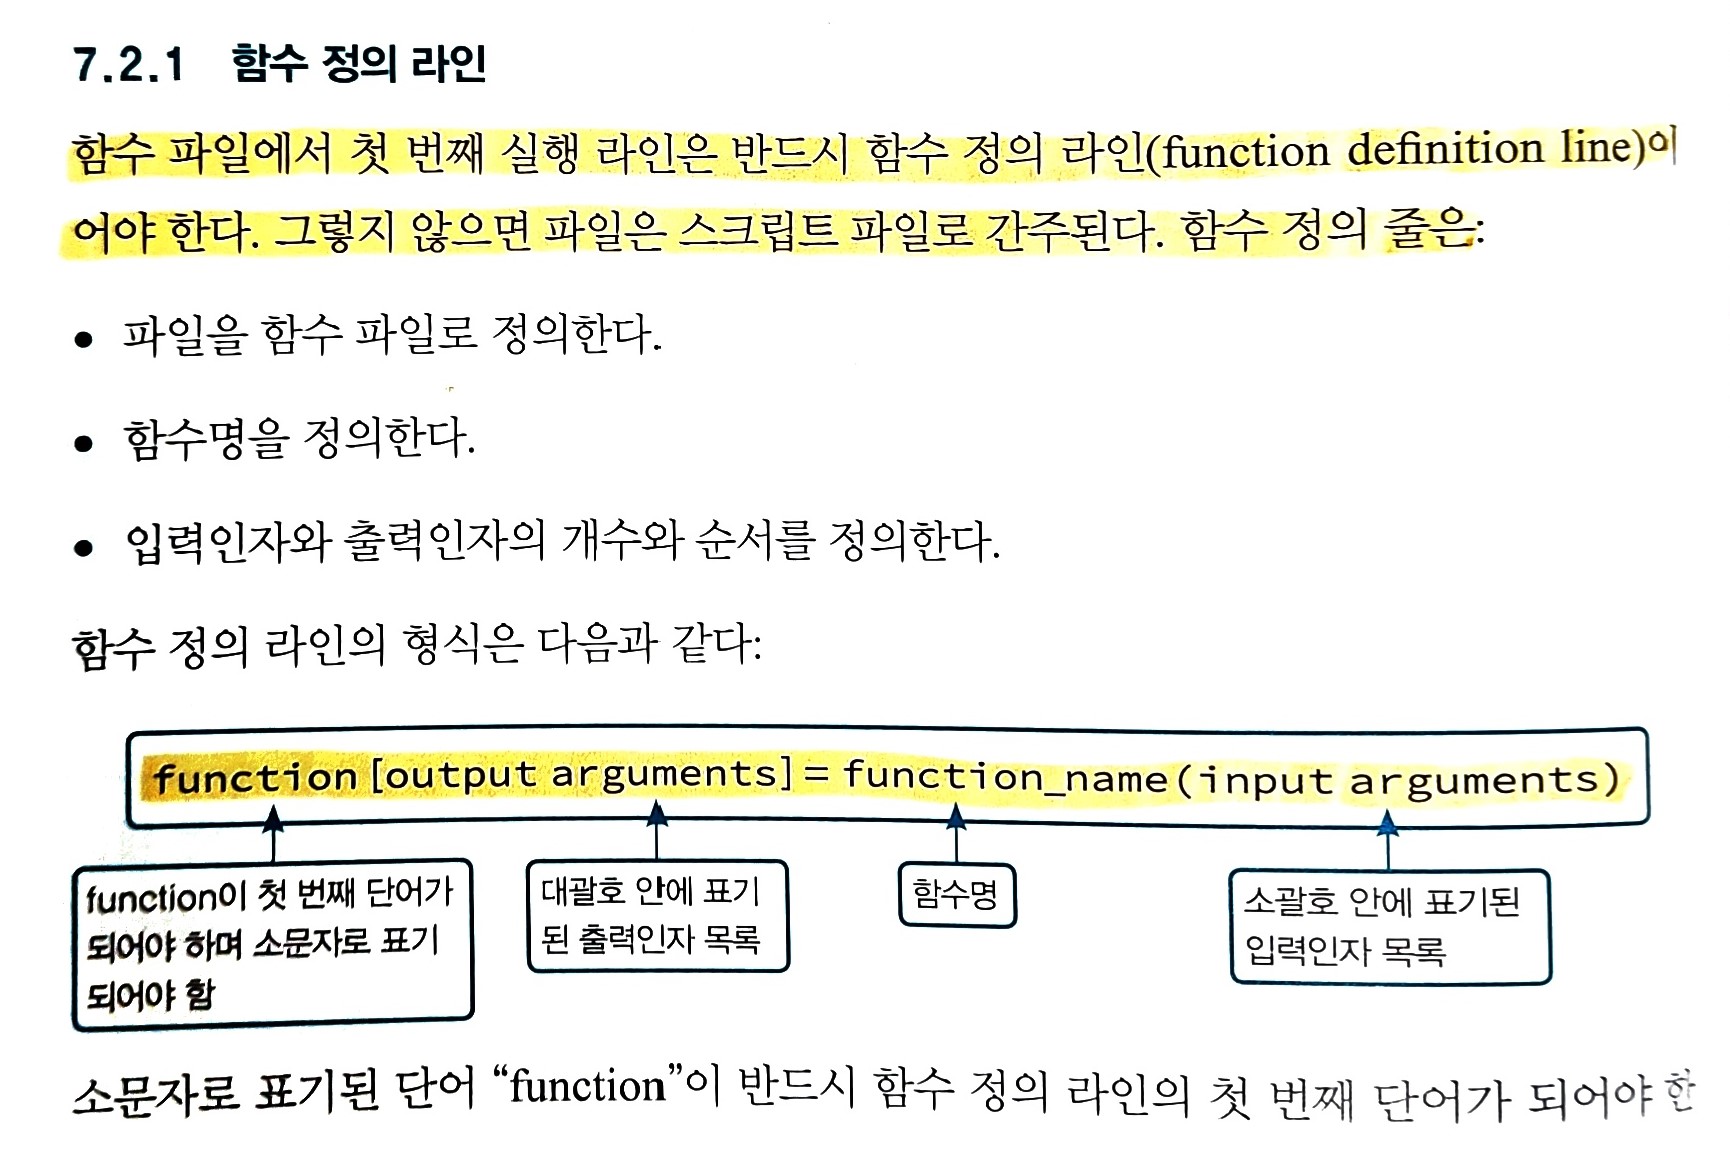 7.2.1 함수 정의 라인
함수 파일에서 첫 번째 실행 라인은 반드시 함수 정의 라인(function definition line)이
어야 한다. 그렇지 않으면 파일은 스크립트 파일로 간주된다. 함수 정의 줄은:
• 파일을 함수 파일로 정의한다.
• 함수명을 정의한다.
• 입력인자와 출력인자의 개수와 순서를 정의한다.
함수 정의 라인의 형식은 다음과 같다:
function [output arguments] = function_name(input arguments)
function이 첫 번째 단어가
되어야 하며 소문자로 표기
되어야 함
대괄호 안에 표기
된 출력인자 목록
함수명
소괄호 안에 표기된
입력인자 목록
소문자로 표기된 단어 “function”이 반드시 함수 정의 라인의 첫 번째 단어가 되어야 한